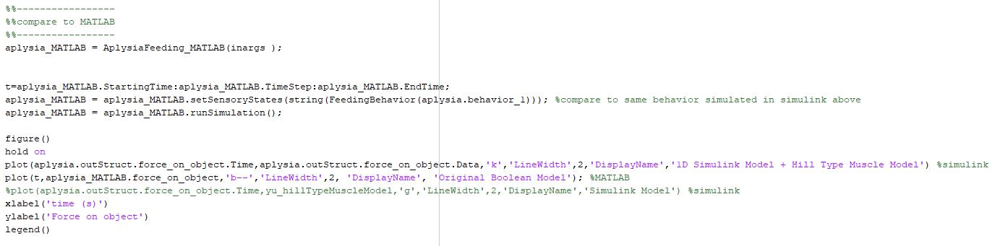 %%-----------------
%%compare to MATLAB
%%-----------------
aplysia_MATLAB = AplysiaFeeding_MATLAB(inargs );
t=aplysia_MATLAB.StartingTime:aplysia_MATLAB.TimeStep:aplysia_MATLAB.EndTime;
aplysia_MATLAB = aplysia_MATLAB.setSensoryStates(string(FeedingBehavior(aplysia.behavior_1))); %compare to same behavior simulated in simulink above
aplysia_MATLAB = aplysia_MATLAB.runSimulation();
figure()
hold on
plot(aplysia.outStruct.force_on_object.Time,aplysia.outStruct.force_on_object.Data,'k','LineWidth',2,'DisplayName','1D Simulink Model + Hill Type Muscle Model') %simulink
plot(t,aplysia_MATLAB.force_on_object,'b--','LineWidth',2, 'DisplayName', 'Original Boolean Model'); %MATLAB
%plot(aplysia.outStruct.force_on_object.Time,yu_hillTypeMuscleModel,'g','LineWidth',2,'DisplayName','Simulink Model') %simulink
xlabel('time (s)')
ylabel('Force on object')
legend()